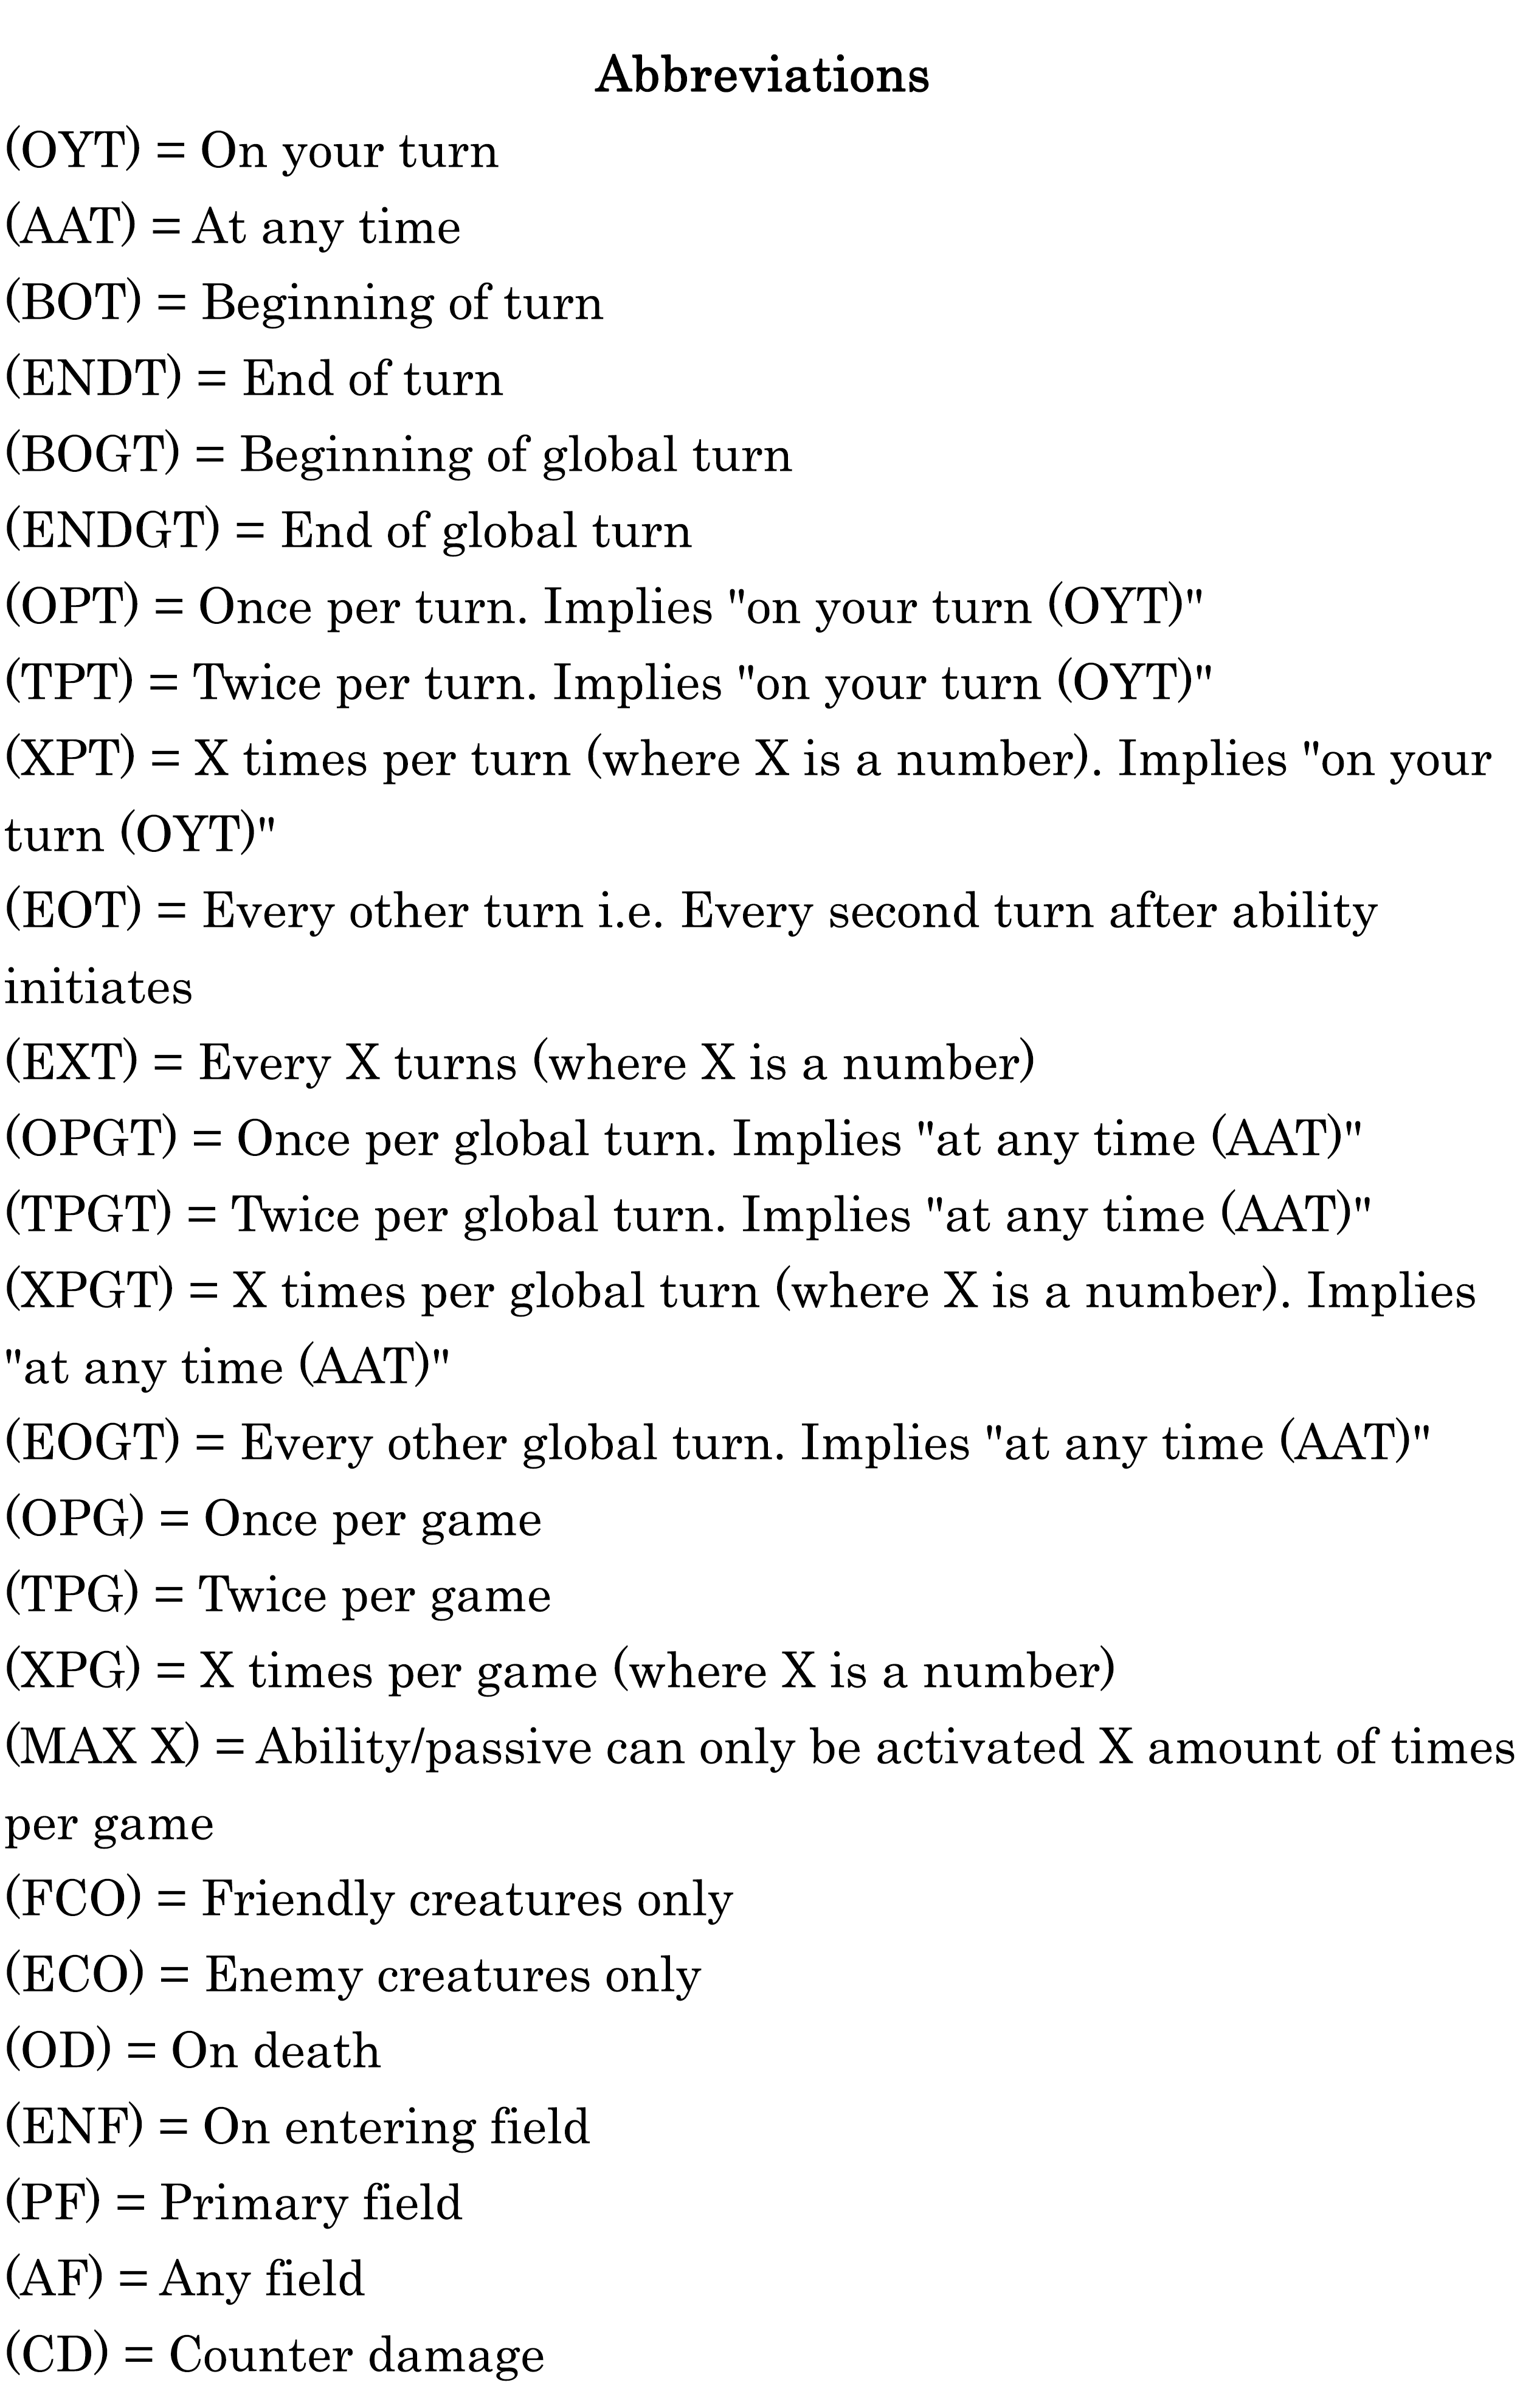 Abbreviations
(OYT) = On your turn
(AAT) = At any time
(BOT) = Beginning of turn
(ENDT) = End of turn
(BOGT) = Beginning of global turn
(ENDGT) = End of global turn
(OPT) = Once per turn. Implies "on your turn (OYT)"
(TPT) = Twice per turn. Implies "on your turn (OYT)"
(XPT) = X times per turn (where X is a number). Implies "on your
turn (OYT)"
(EOT) = Every other turn i.e. Every second turn after ability
initiates
(EXT) = Every X turns (where X is a number)
(OPGT) = Once per global turn. Implies "at any time (AAT)"
(TPGT) = Twice per global turn. Implies "at any time (AAT)"
(XPGT) = X times per global turn (where X is a number). Implies
"at any time (AAT)"
(EOGT) = Every other global turn. Implies "at any time (AAT)"
(OPG) = Once per game
(TPG) = Twice per game
(XPG) = X times per game (where X is a number)
(MAX X) = Ability/passive can only be activated X amount of times
per game
(FCO) = Friendly creatures only
(ECO) = Enemy creatures only
(OD) = On death
(ENF) = On entering field
(PF) = Primary field
(AF) = Any field
(CD) = Counter damage